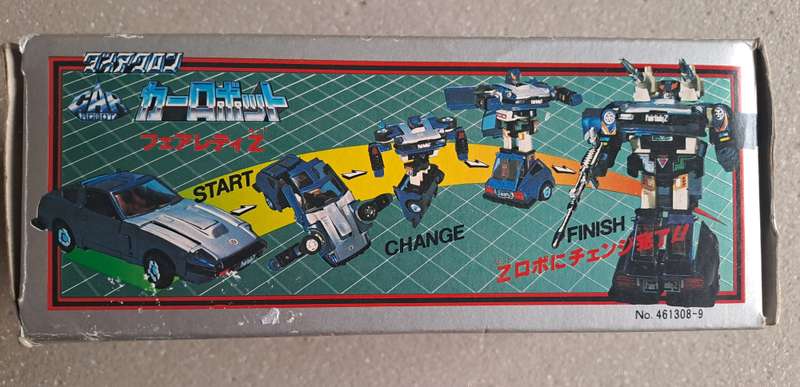 ダイアクロン
CAR
ROBOT
カーロボット
フェアレディZ
START
CHANGE
FINISH
Fairlady Z
Zロボにチェンジ完了!!
No. 461308-9